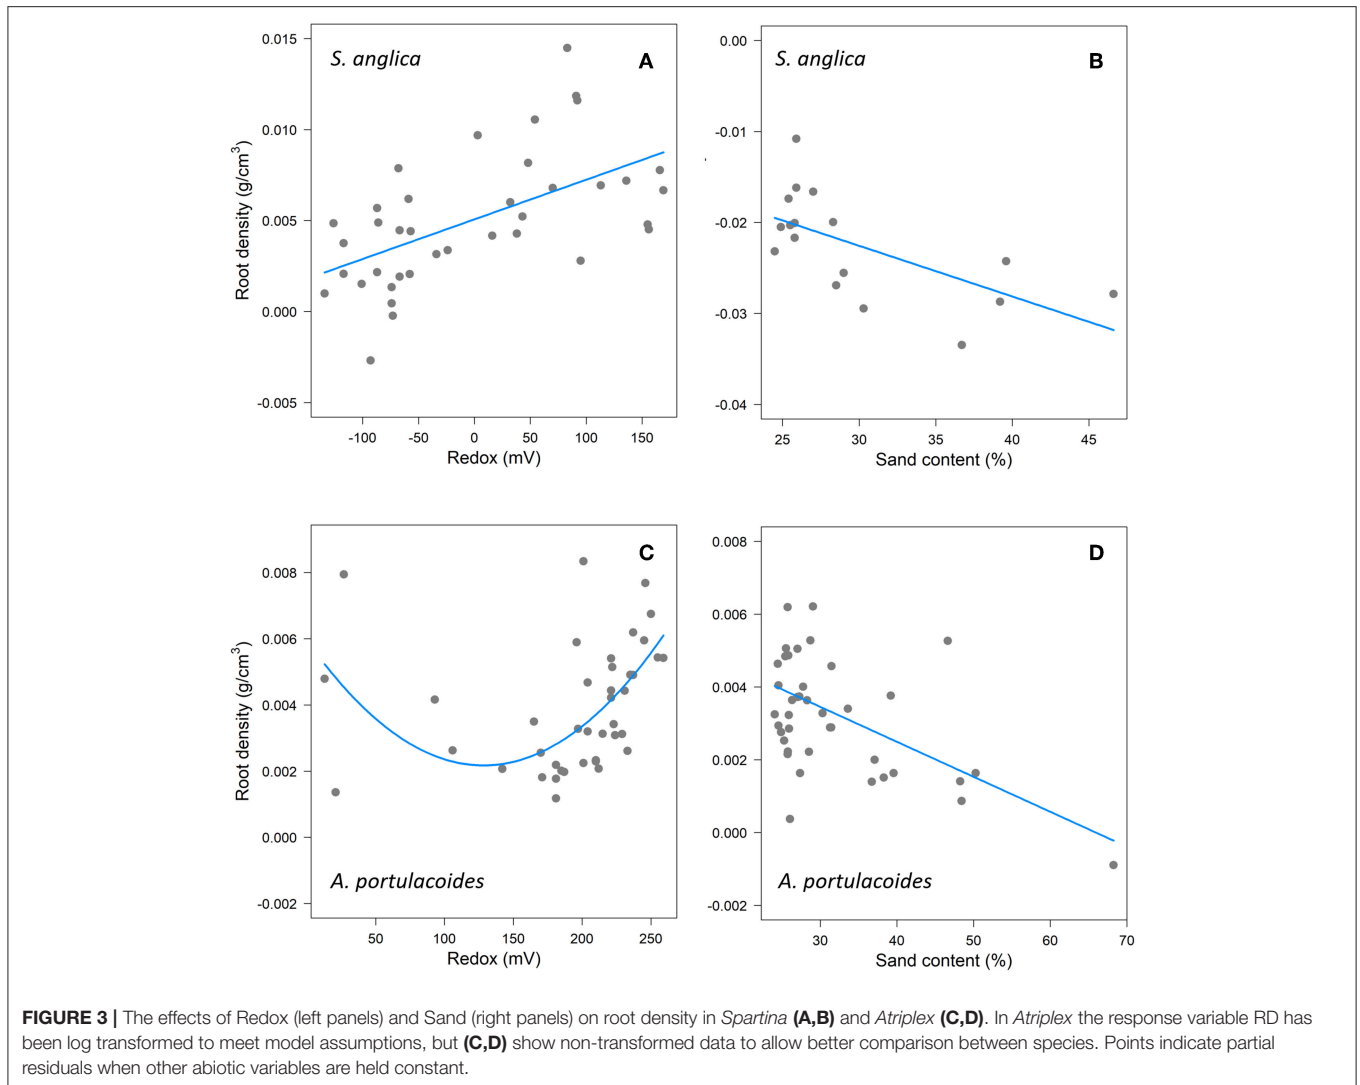 S. anglica
A
0.015
0.010
0.005
0.000
-0.005
Root density (g/cm³)
-100 -50 0 50 100 150
Redox (mV)
S. anglica
B
0.00
-0.01
-0.02
-0.03
-0.04
25 30 35 40 45
Sand content (%)
C
0.008
0.006
0.004
0.002
0.000
-0.002
Root density (g/cm³)
A. portulacoides
50 100 150 200 250
Redox (mV)
D
0.008
0.006
0.004
0.002
0.000
-0.002
A. portulacoides
30 40 50 60 70
Sand content (%)
FIGURE 3 | The effects of Redox (left panels) and Sand (right panels) on root density in Spartina (A,B) and Atriplex (C,D). In Atriplex the response variable RD has
been log transformed to meet model assumptions, but (C,D) show non-transformed data to allow better comparison between species. Points indicate partial
residuals when other abiotic variables are held constant.